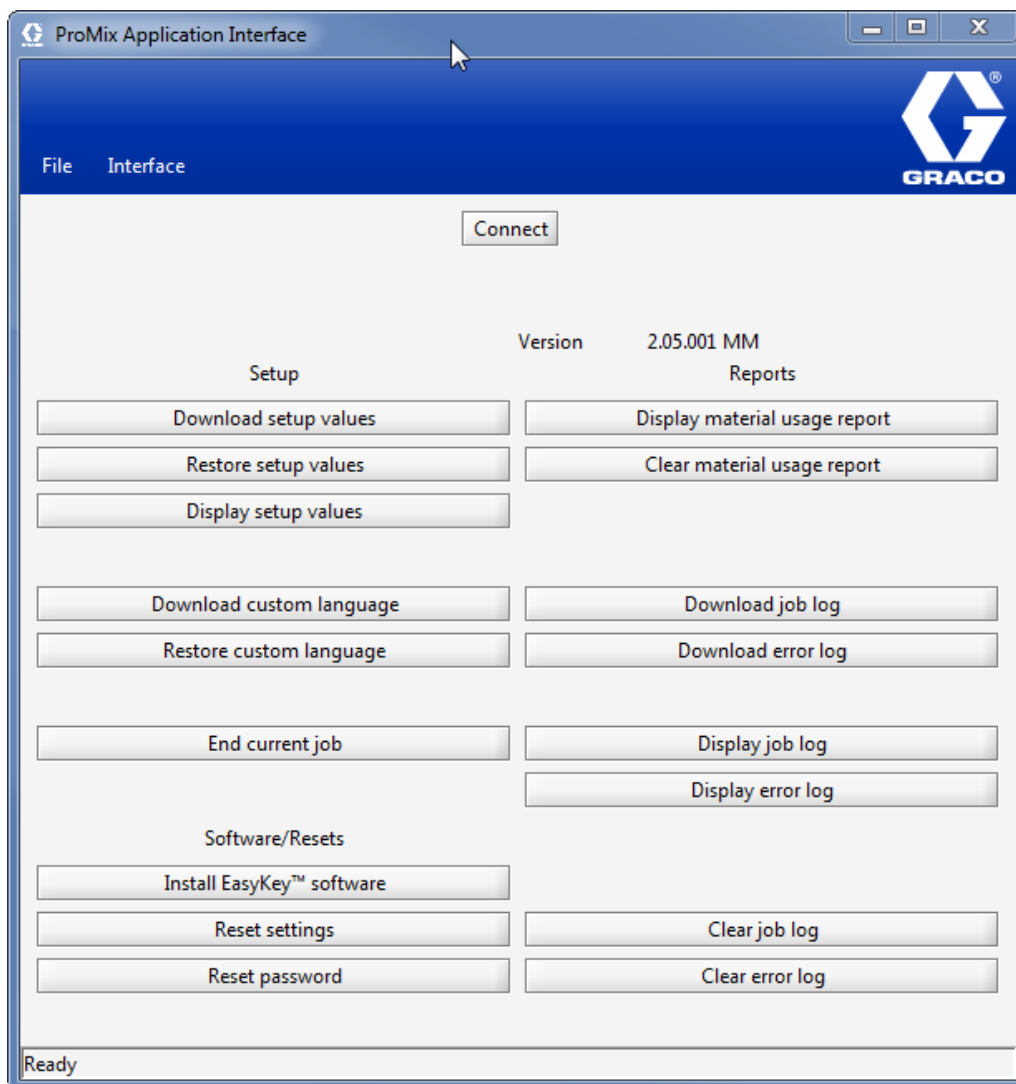 ProMix Application Interface
®
GRACO
File Interface
Connect
Version 2.05.001 MM
Setup Reports
Download setup values Display material usage report
Restore setup values Clear material usage report
Display setup values
Download custom language Download job log
Restore custom language Download error log
End current job Display job log
Display error log
Software/Resets
Install EasyKey™ software
Reset settings Clear job log
Reset password Clear error log
Ready